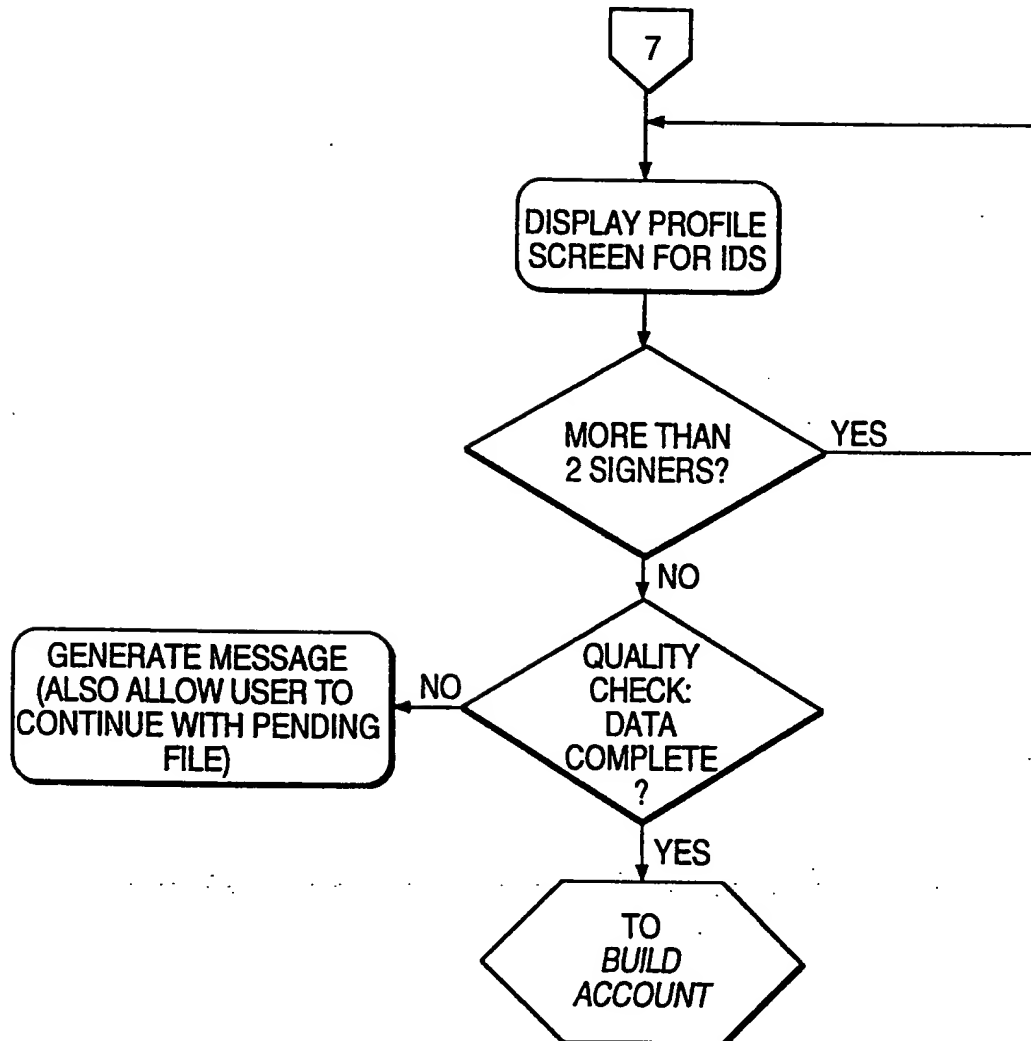 7
DISPLAY PROFILE
SCREEN FOR IDS
MORE THAN
2 SIGNERS?
YES
NO
QUALITY
CHECK:
DATA
COMPLETE
?
NO
GENERATE MESSAGE
(ALSO ALLOW USER TO
CONTINUE WITH PENDING
FILE)
YES
TO
BUILD
ACCOUNT